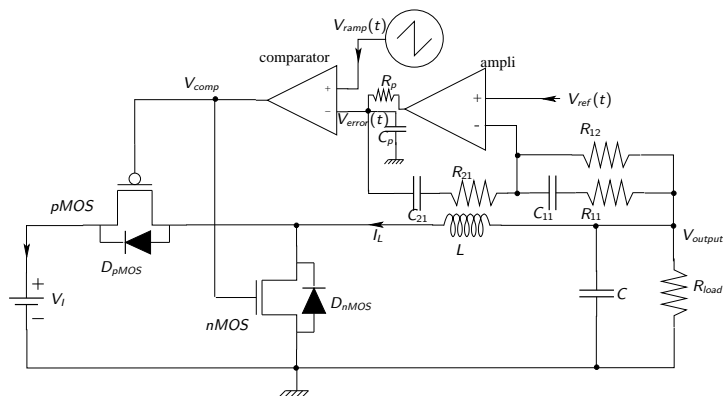 V_ramp(t)
comparator
ampli
V_comp
R_p
+
−
+
-
V_ref(t)
V_error(t)
C_p
R_12
R_21
C_21
C_11
R_11
pMOS
I_L
L
V_output
D_pMOS
+
V_I
−
nMOS
D_nMOS
C
R_load